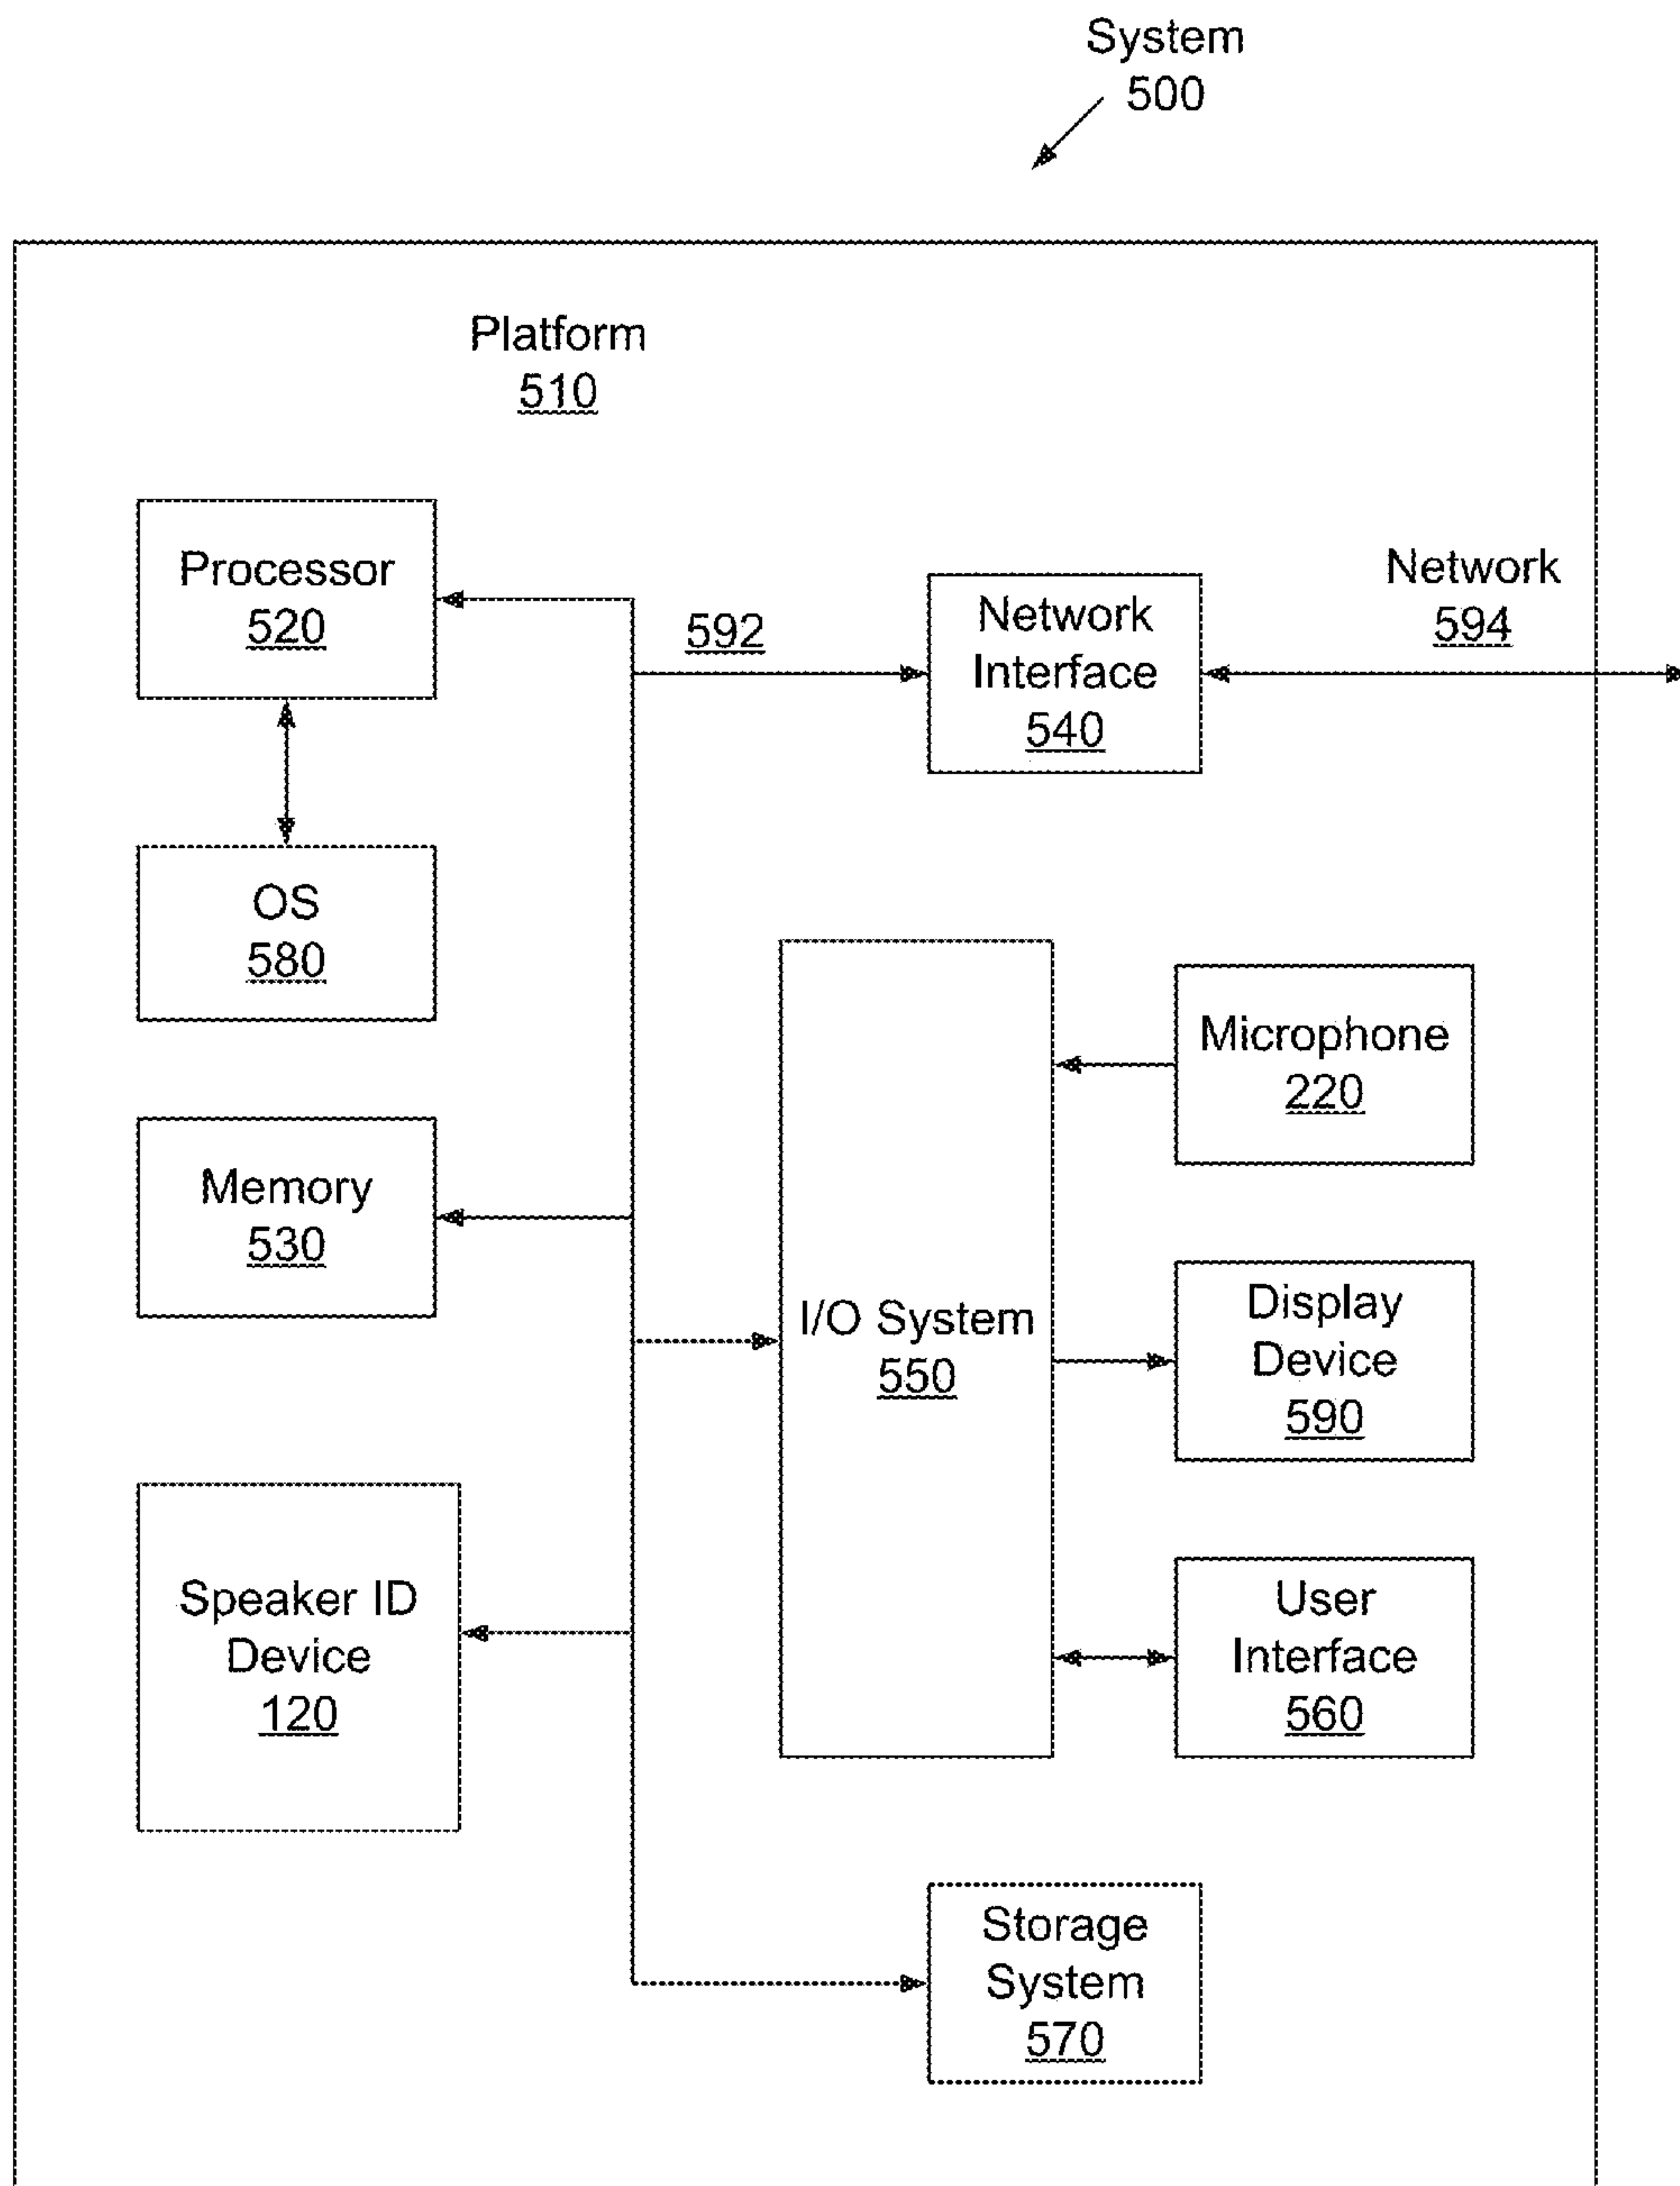 System
500
Platform
510
Processor
520
592
Network
Interface
540
Network
594
OS
580
Microphone
220
Memory
530
I/O System
550
Display
Device
590
Speaker ID
Device
120
User
Interface
560
Storage
System
570